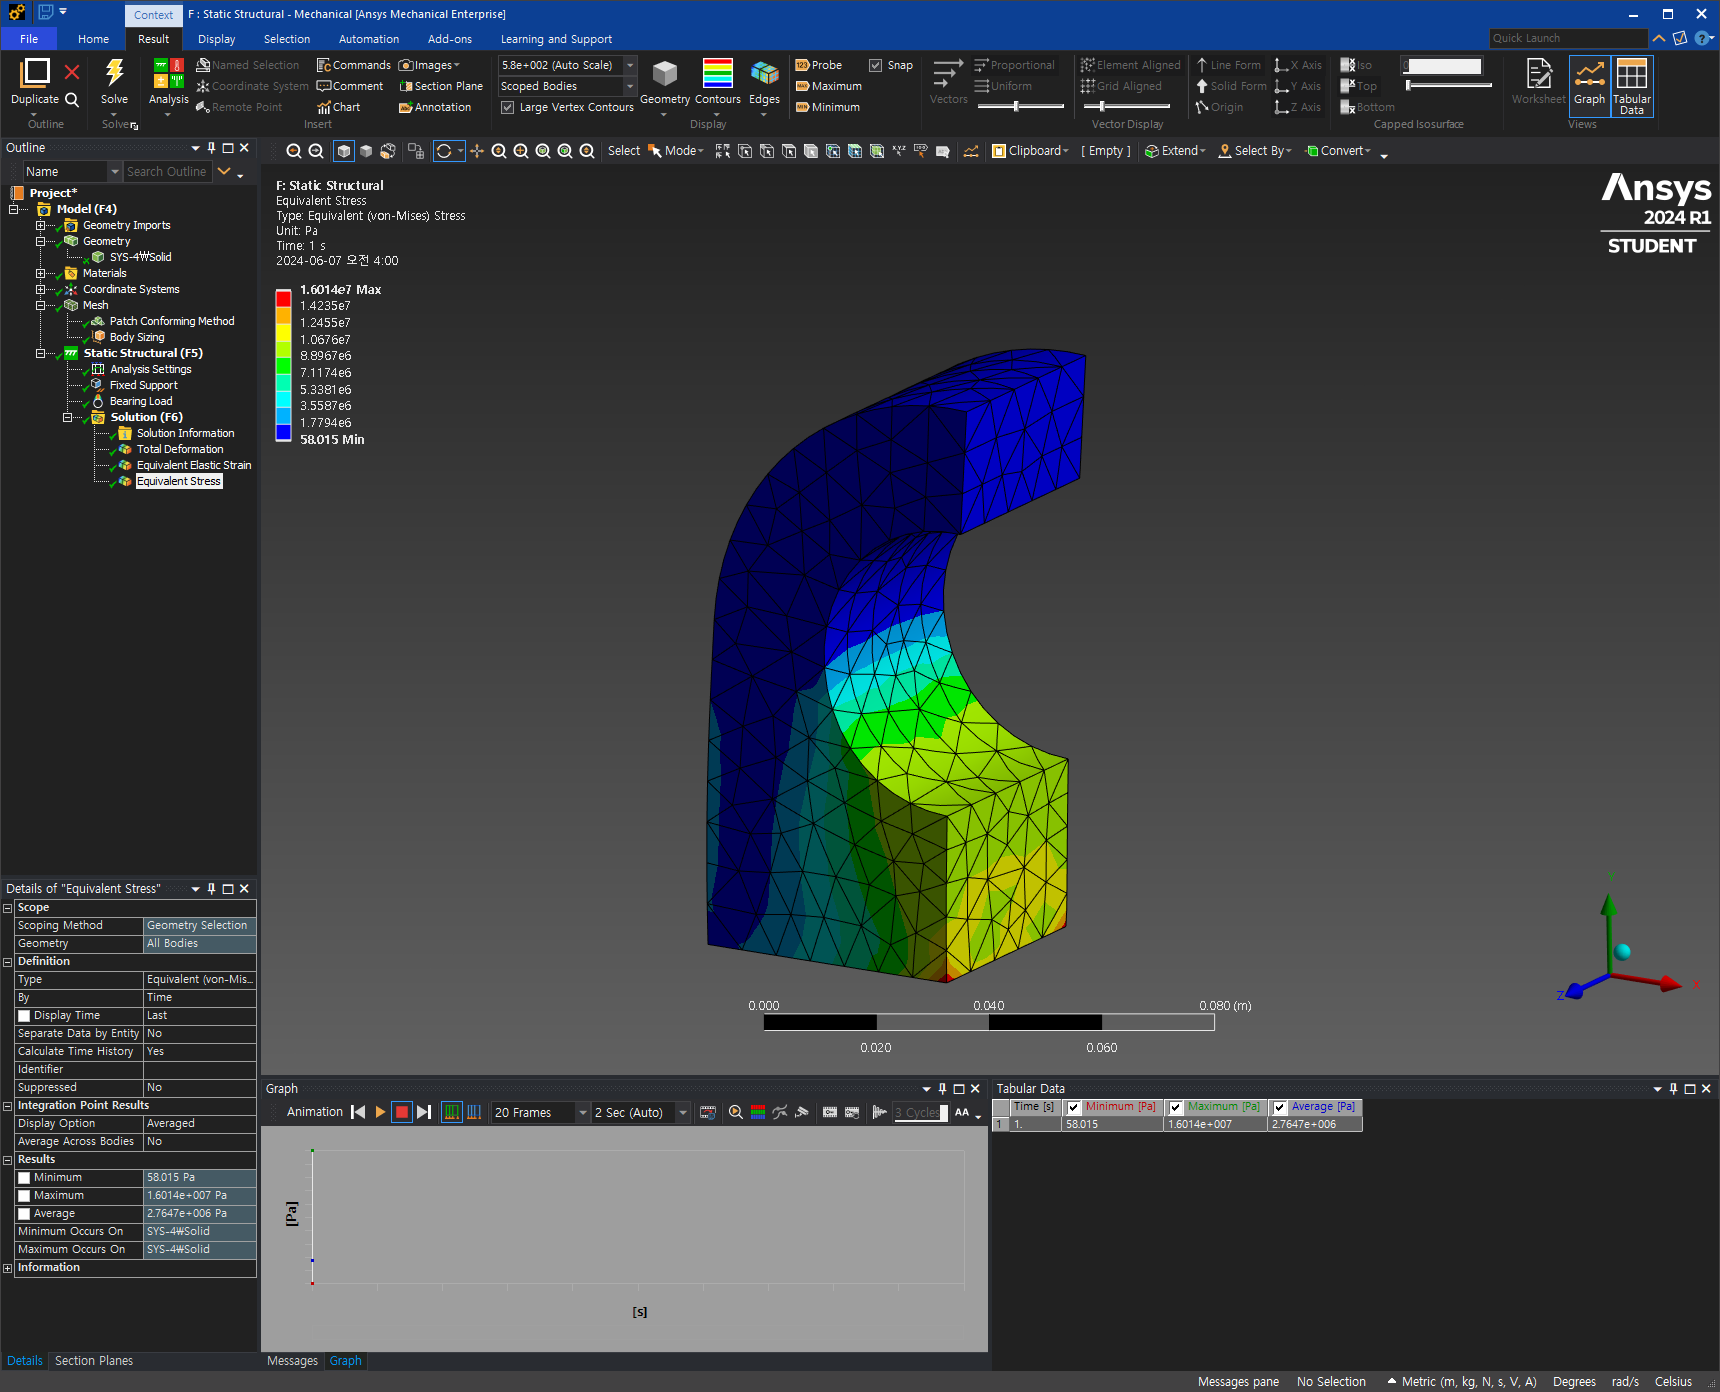 Context
F : Static Structural - Mechanical [Ansys Mechanical Enterprise]
File Home Result Display Selection Automation Add-ons Learning and Support
Quick Launch
Duplicate
Outline
Solve
Solver
Analysis
Named Selection
Coordinate System
Remote Point
Commands
Comment
Chart
Images
Section Plane
Annotation
Insert
5.8e+002 (Auto Scale)
Scoped Bodies
Large Vertex Contours
Geometry
Contours
Edges
Display
Probe
Maximum
Minimum
Snap
Vectors
Proportional
Uniform
Element Aligned
Grid Aligned
Line Form
Solid Form
Origin
X Axis
Y Axis
Z Axis
Vector Display
Iso
Top
Bottom
0
Capped Isosurface
Worksheet
Graph
Tabular Data
Views
Outline
Name
Search Outline
Select
Mode
Clipboard
[ Empty ]
Extend
Select By
Convert
Project*
Model (F4)
Geometry Imports
Geometry
SYS-4₩Solid
Materials
Coordinate Systems
Mesh
Patch Conforming Method
Body Sizing
Static Structural (F5)
Analysis Settings
Fixed Support
Bearing Load
Solution (F6)
Solution Information
Total Deformation
Equivalent Elastic Strain
Equivalent Stress
F: Static Structural
Equivalent Stress
Type: Equivalent (von-Mises) Stress
Unit: Pa
Time: 1 s
2024-06-07 오전 4:00
1.6014e7 Max
1.4235e7
1.2455e7
1.0676e7
8.8967e6
7.1174e6
5.3381e6
3.5587e6
1.7794e6
58.015 Min
Ansys
2024 R1
STUDENT
0.000 0.040 0.080 (m)
0.020 0.060
Y
X
Z
Details of "Equivalent Stress"
Scope
Scoping Method Geometry Selection
Geometry All Bodies
Definition
Type Equivalent (von-Mis...
By Time
Display Time Last
Separate Data by Entity No
Calculate Time History Yes
Identifier
Suppressed No
Integration Point Results
Display Option Averaged
Average Across Bodies No
Results
Minimum 58.015 Pa
Maximum 1.6014e+007 Pa
Average 2.7647e+006 Pa
Minimum Occurs On SYS-4₩Solid
Maximum Occurs On SYS-4₩Solid
Information
Details Section Planes
Graph
Animation 20 Frames 2 Sec (Auto) 3 Cycles AA
[Pa]
[s]
Messages Graph
Tabular Data
Time [s] Minimum [Pa] Maximum [Pa] Average [Pa]
1 1. 58.015 1.6014e+007 2.7647e+006
Messages pane No Selection Metric (m, kg, N, s, V, A) Degrees rad/s Celsius